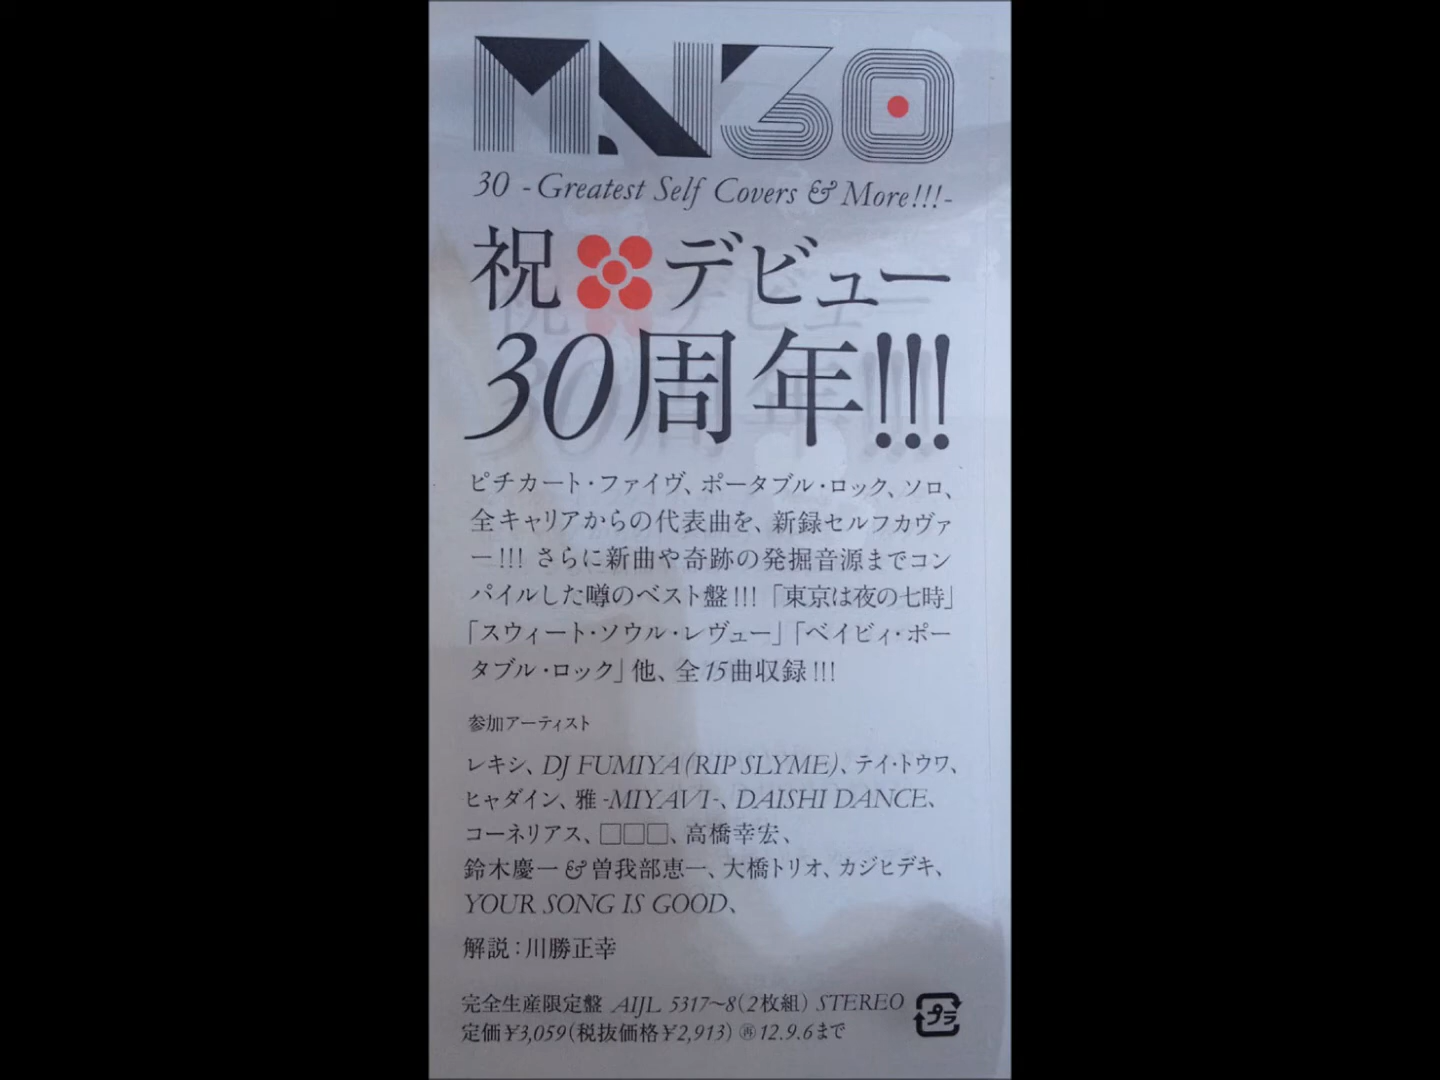 MN30
30 -Greatest Self Covers & More!!!-
祝デビュー
30周年!!!
ピチカート・ファイヴ、ポータブル・ロック、ソロ、
全キャリアからの代表曲を、新録セルフカヴァ
ー!!! さらに新曲や奇跡の発掘音源までコン
パイルした噂のベスト盤!!! 「東京は夜の七時」
「スウィート・ソウル・レヴュー」「ベイビィ・ポー
タブル・ロック」他、全15曲収録!!!
参加アーティスト
レキシ、DJ FUMIYA(RIP SLYME)、テイ・トウワ、
ヒャダイン、雅-MIYAVI-、DAISHI DANCE、
コーネリアス、□□□、高橋幸宏、
鈴木慶一&曽我部恵一、大橋トリオ、カジヒデキ、
YOUR SONG IS GOOD、
解説:川勝正幸
完全生産限定盤 AIJL 5317〜8(2枚組) STEREO
定価¥3,059(税抜価格¥2,913) ㊢12.9.6まで
プラ